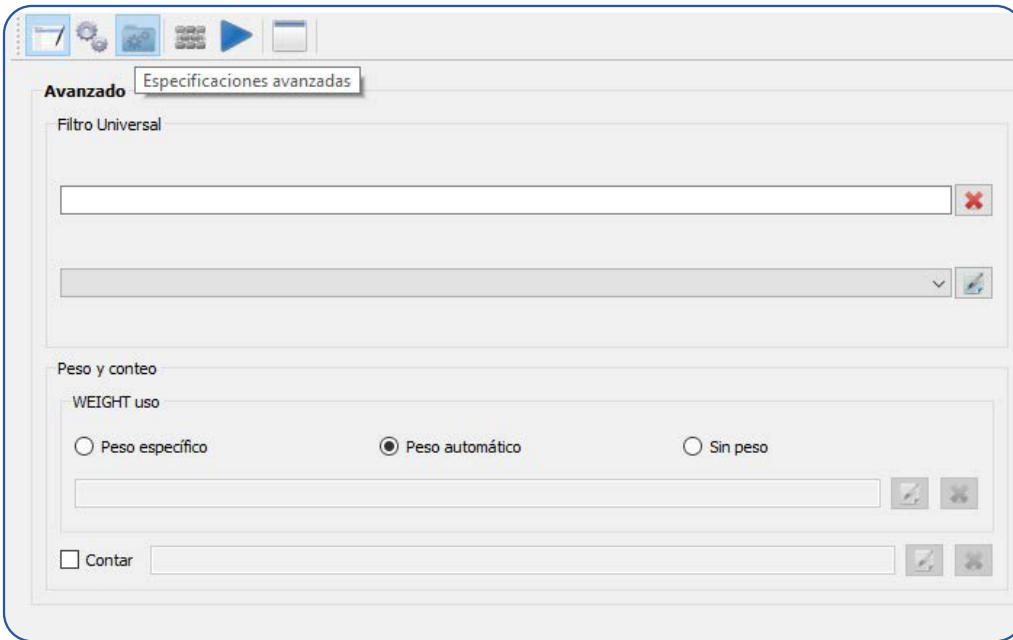 Especificaciones avanzadas
Avanzado
Filtro Universal
Peso y conteo
WEIGHT uso
Peso específico
Peso automático
Sin peso
Contar